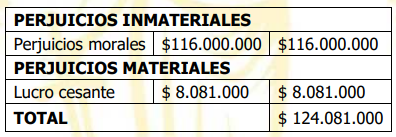 PERJUICIOS INMATERIALES
Perjuicios morales $116.000.000 $116.000.000
PERJUICIOS MATERIALES
Lucro cesante $ 8.081.000 $ 8.081.000
TOTAL $ 124.081.000